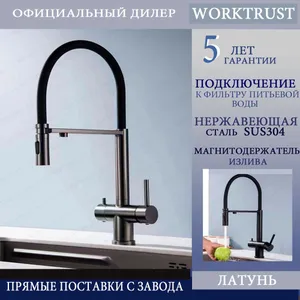 ОФИЦИАЛЬНЫЙ ДИЛЕР
WORKTRUST
5 ЛЕТ
ГАРАНТИИ
ПОДКЛЮЧЕНИЕ
К ФИЛЬТРУ ПИТЬЕВОЙ
ВОДЫ
НЕРЖАВЕЮЩАЯ
СТАЛЬ SUS304
МАГНИТОДЕРЖАТЕЛЬ
ИЗЛИВА
ПРЯМЫЕ ПОСТАВКИ С ЗАВОДА
ЛАТУНЬ